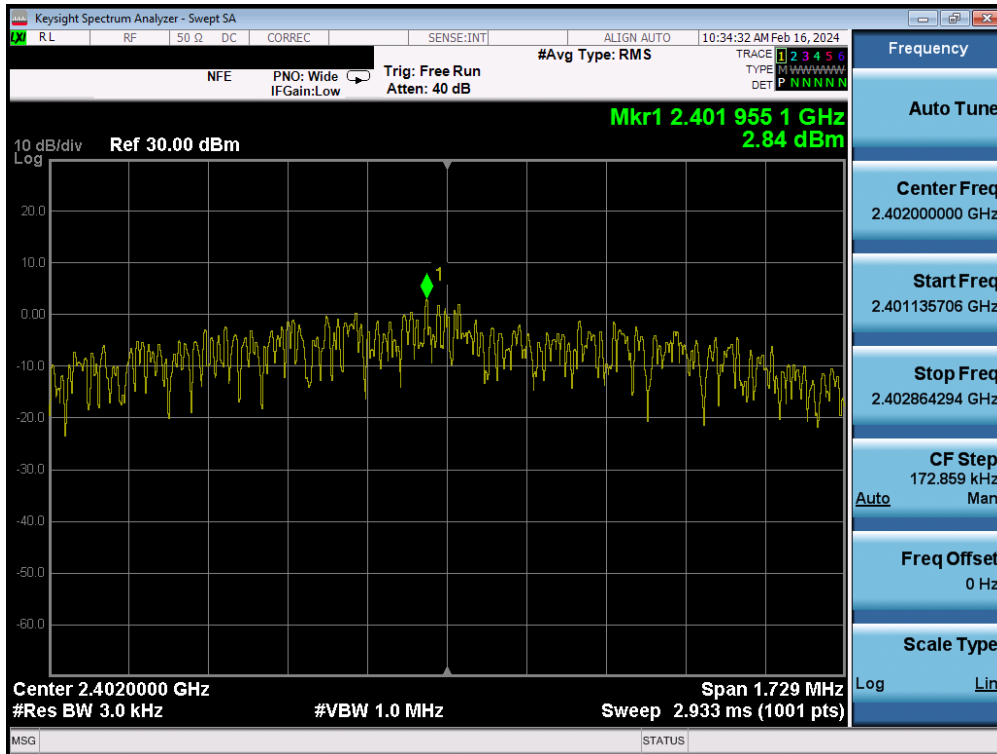 Keysight Spectrum Analyzer - Swept SA
LXI RL RF 50 Ω DC CORREC SENSE:INT ALIGN AUTO 10:34:32 AM Feb 16, 2024
Frequency
#Avg Type: RMS
TRACE 1 2 3 4 5 6
NFE PNO: Wide Trig: Free Run TYPE M WWWWW
IFGain:Low Atten: 40 dB DET P N N N N N
Auto Tune
Mkr1 2.401 955 1 GHz
2.84 dBm
10 dB/div Ref 30.00 dBm
Log
Center Freq
2.402000000 GHz
20.0
10.0
1
Start Freq
2.401135706 GHz
0.00
-10.0
Stop Freq
2.402864294 GHz
-20.0
-30.0
CF Step
172.859 kHz
Auto Man
-40.0
-50.0
Freq Offset
0 Hz
-60.0
Scale Type
Log Lin
Center 2.4020000 GHz Span 1.729 MHz
#Res BW 3.0 kHz #VBW 1.0 MHz Sweep 2.933 ms (1001 pts)
MSG STATUS